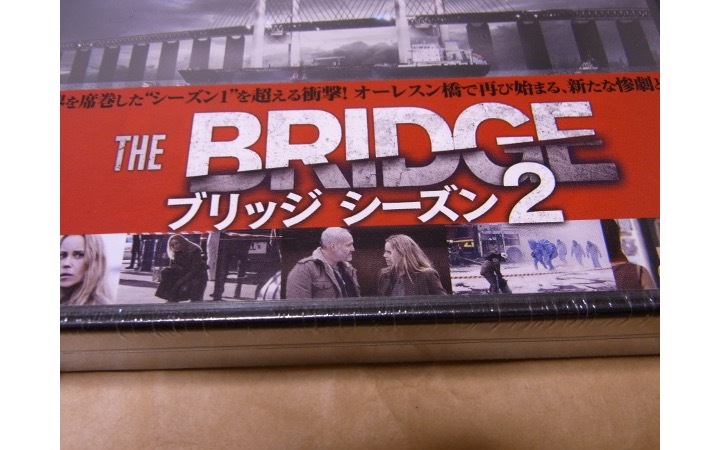 を席巻した“シーズン1”を超える衝撃! オーレスン橋で再び始まる、新たな惨劇と
THE BRIDGE
ブリッジ シーズン2